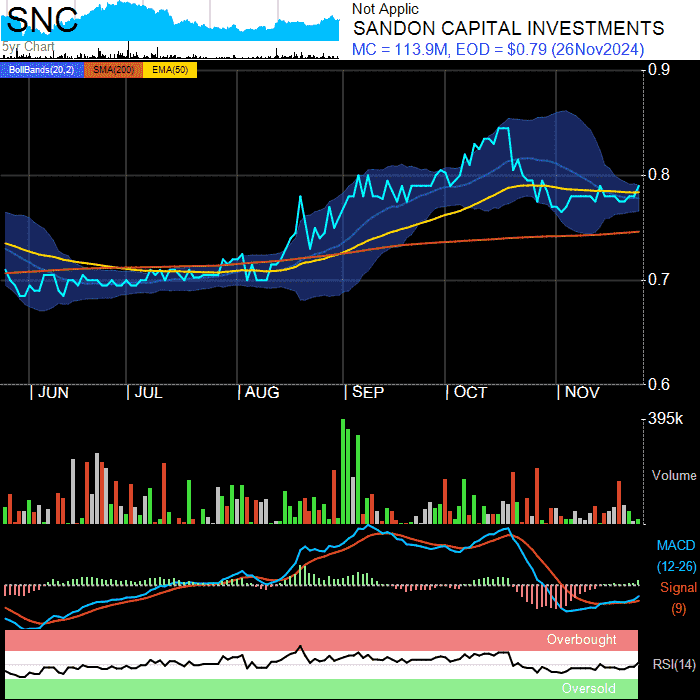 SNC
5yr Chart
Not Applic
SANDON CAPITAL INVESTMENTS
MC = 113.9M, EOD = $0.79 (26Nov2024)
BollBands(20,2) SMA(200) EMA(50)
0.9
0.8
0.7
0.6
JUN JUL AUG SEP OCT NOV
395k
Volume
MACD
(12-26)
Signal
(9)
Overbought
RSI(14)
Oversold